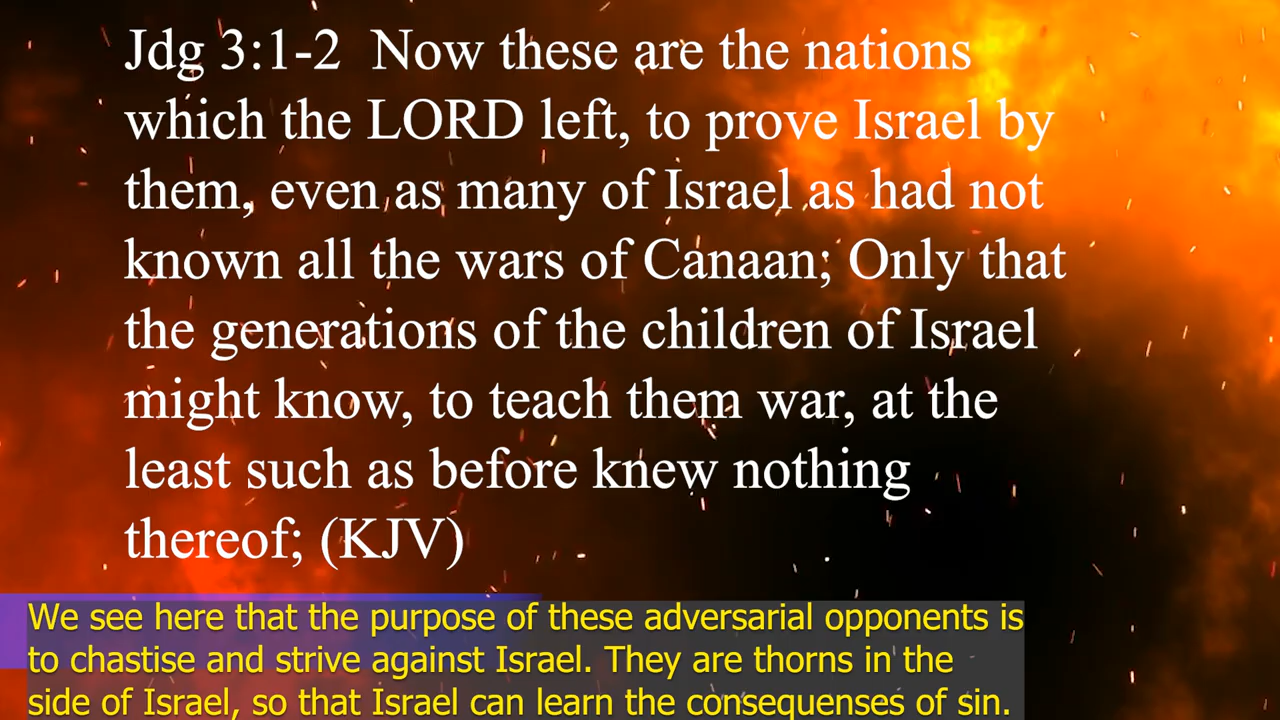 Jdg 3:1-2  Now these are the nations
which the LORD left, to prove Israel by
them, even as many of Israel as had not
known all the wars of Canaan; Only that
the generations of the children of Israel
might know, to teach them war, at the
least such as before knew nothing
thereof; (KJV)
We see here that the purpose of these adversarial opponents is
to chastise and strive against Israel. They are thorns in the
side of Israel, so that Israel can learn the consequenses of sin.